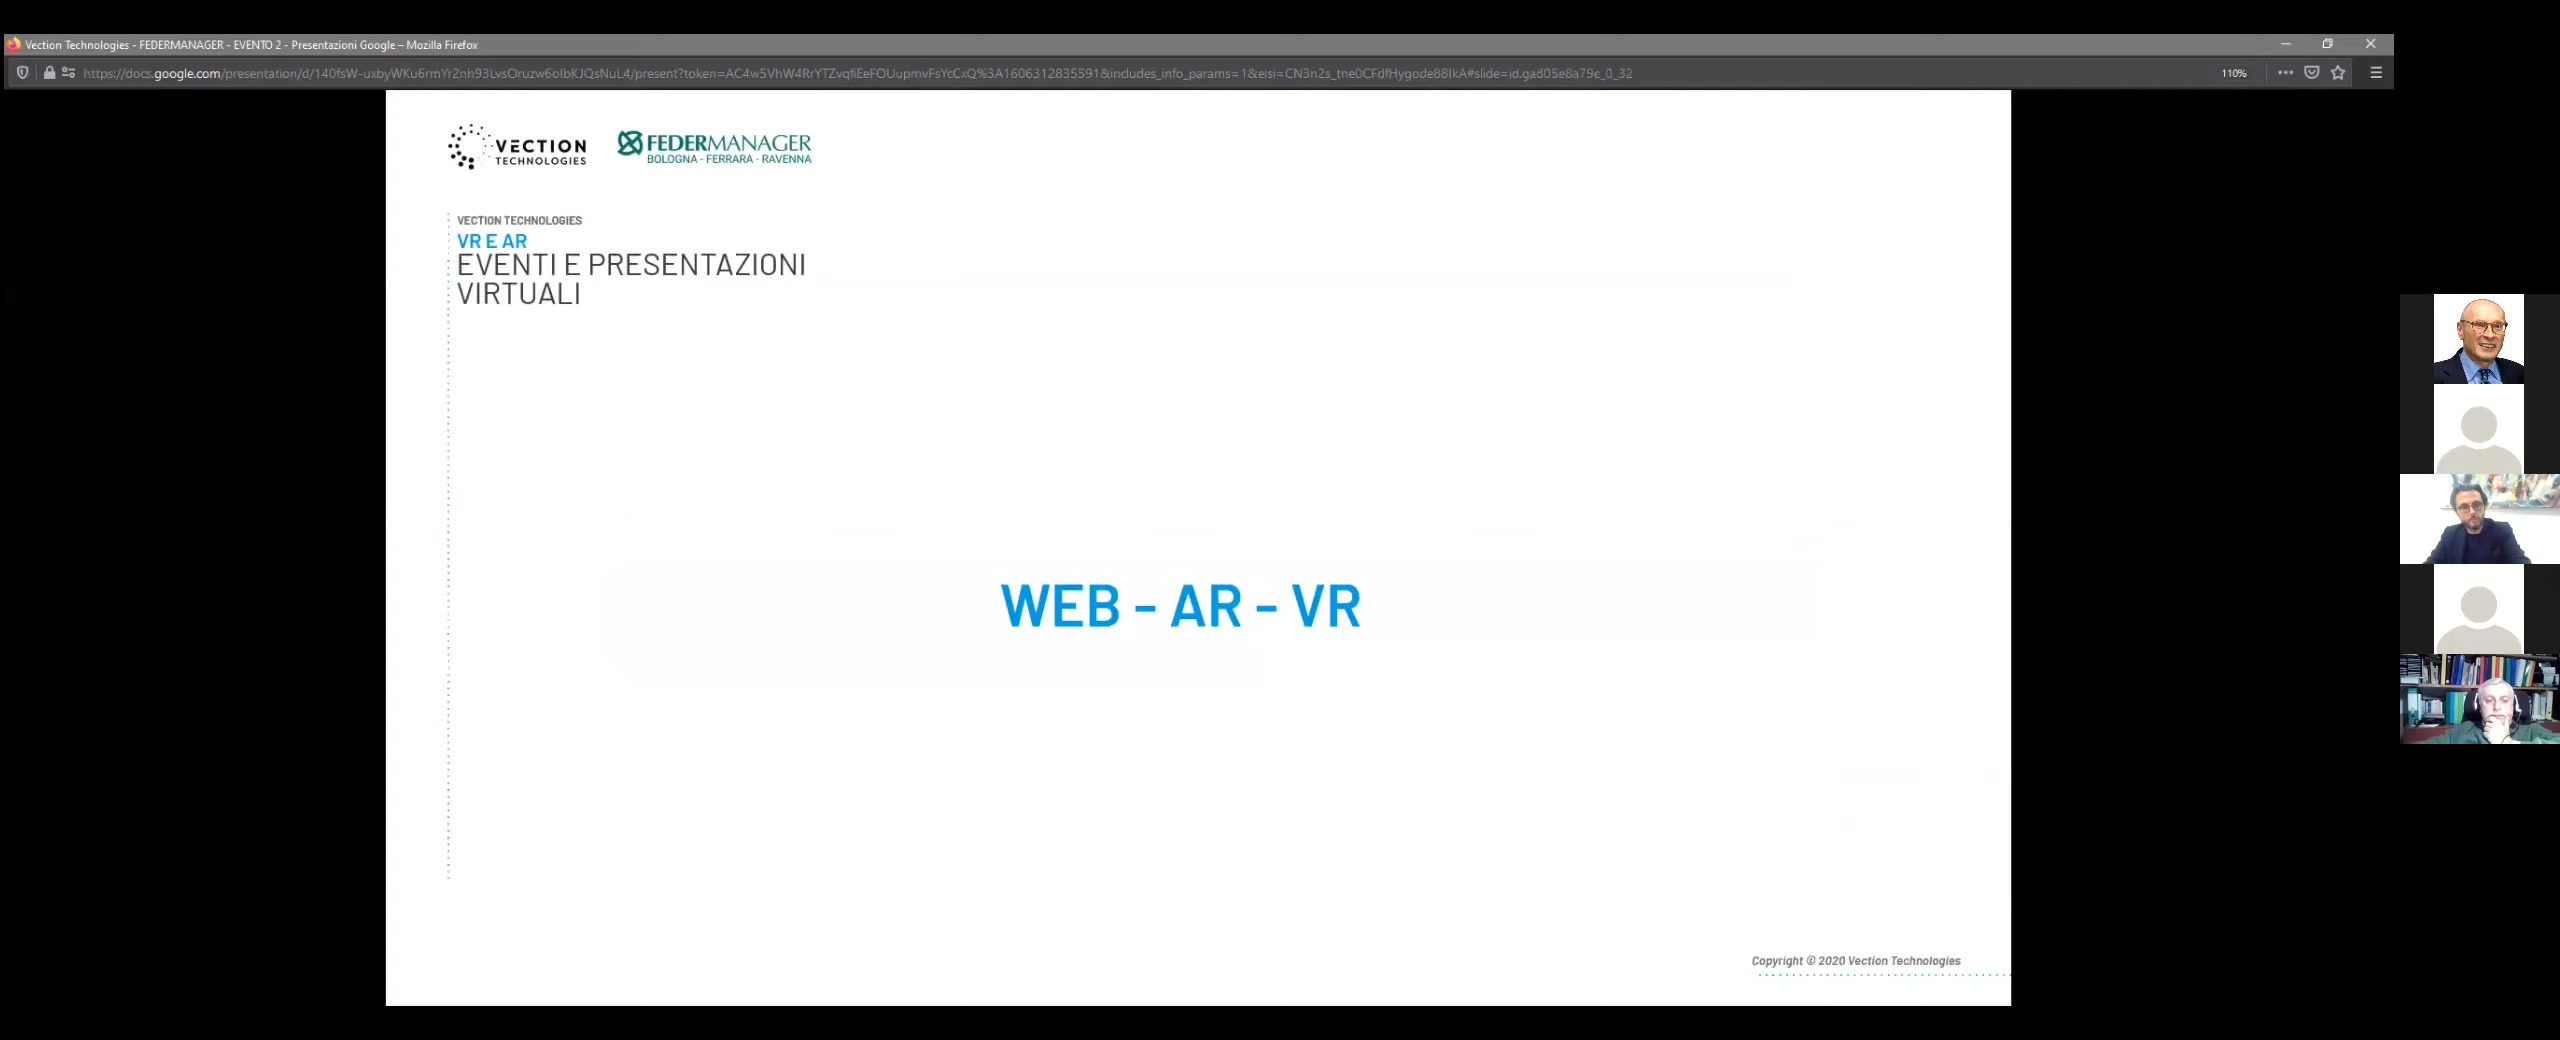 Vection Technologies - FEDERMANAGER - EVENTO 2 - Presentazioni Google – Mozilla Firefox
110%
VECTION
TECHNOLOGIES
FEDERMANAGER
BOLOGNA - FERRARA - RAVENNA
VECTION TECHNOLOGIES
VR E AR
EVENTI E PRESENTAZIONI
VIRTUALI
WEB - AR - VR
Copyright © 2020 Vection Technologies